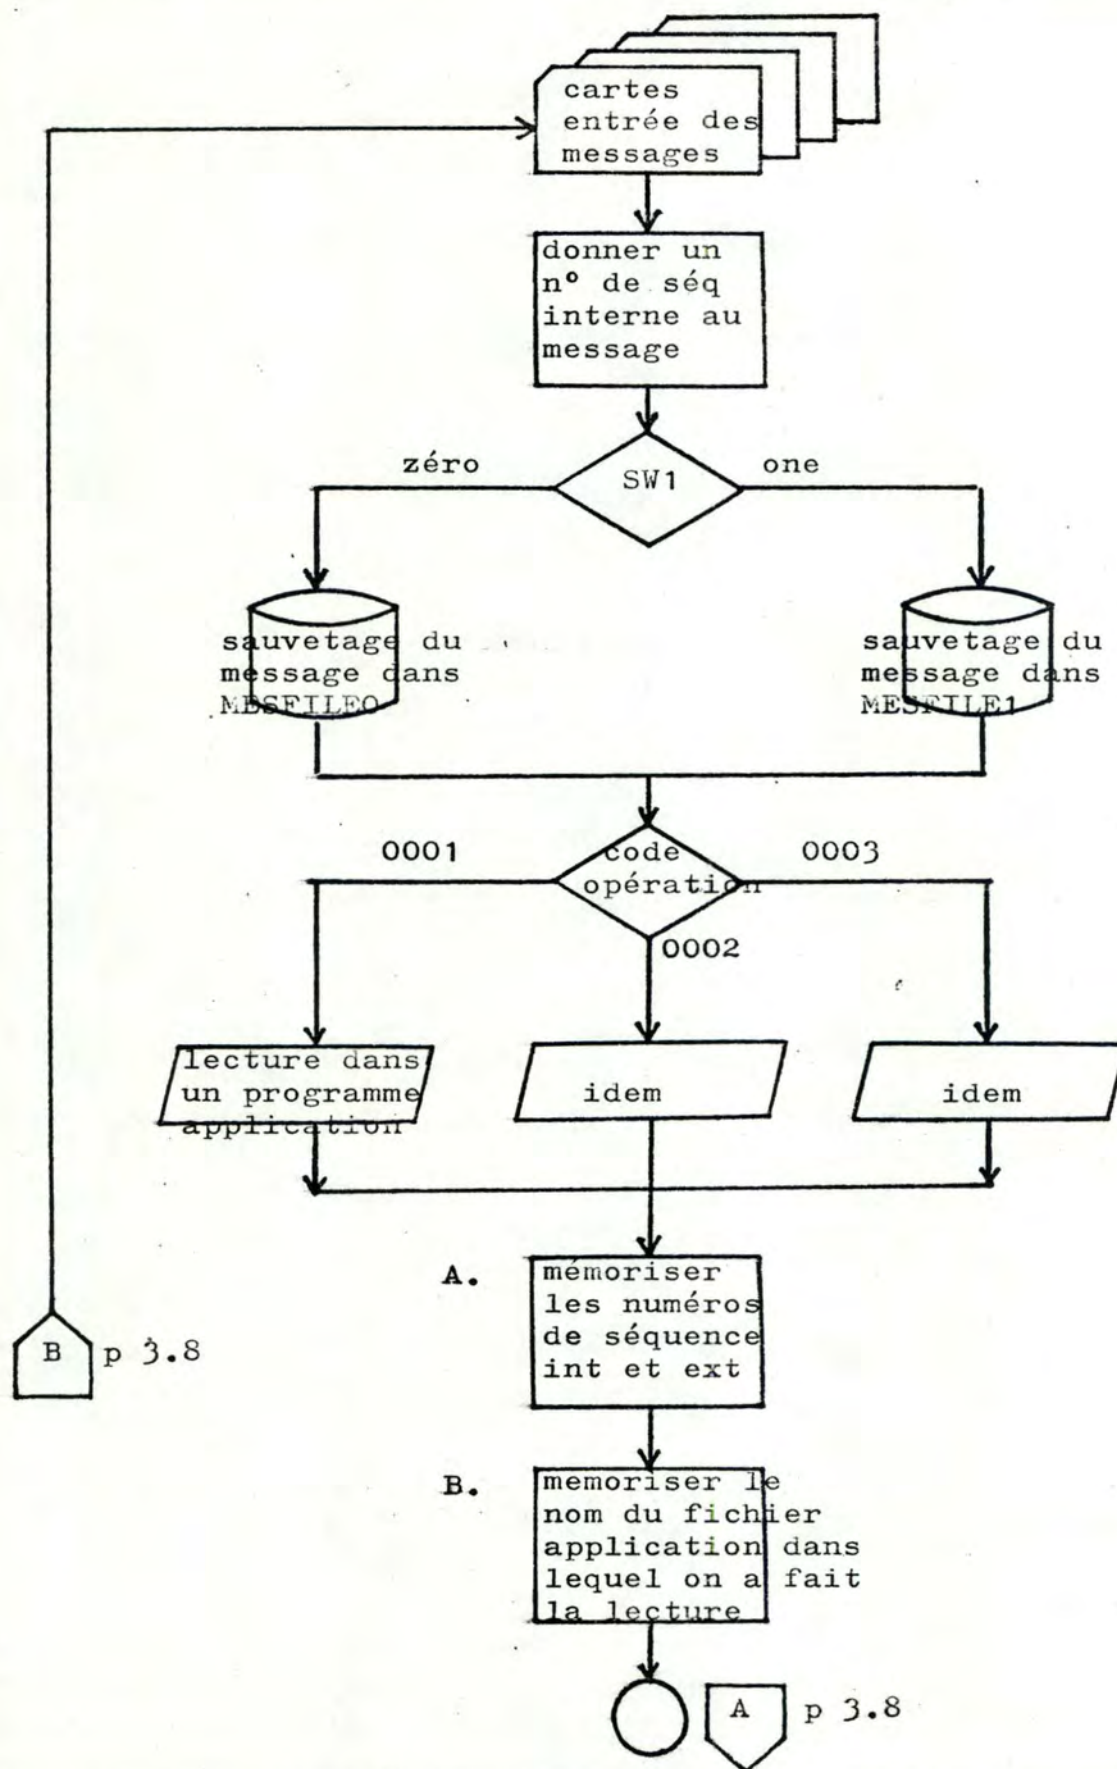 cartes
entrée des
messages
donner un
n° de séq
interne au
message
zéro
SW1
one
sauvetage du
message dans
MESFILE0
sauvetage du
message dans
MESFILE1
0001
code
opération
0003
0002
lecture dans
un programme
application
idem
idem
A.
mémoriser
les numéros
de séquence
int et ext
B p 3.8
B.
memoriser le
nom du fichier
application dans
lequel on a fait
la lecture
A p 3.8